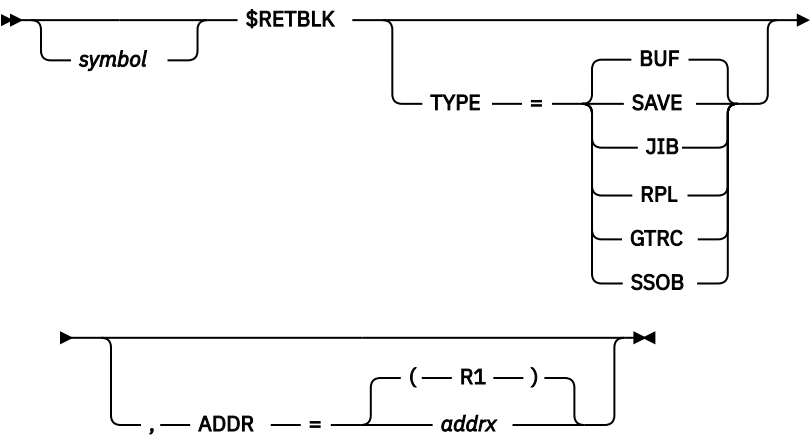 $RETBLK
symbol
BUF
TYPE = SAVE
JIB
RPL
GTRC
SSOB
( R1 )
, ADDR = addrx